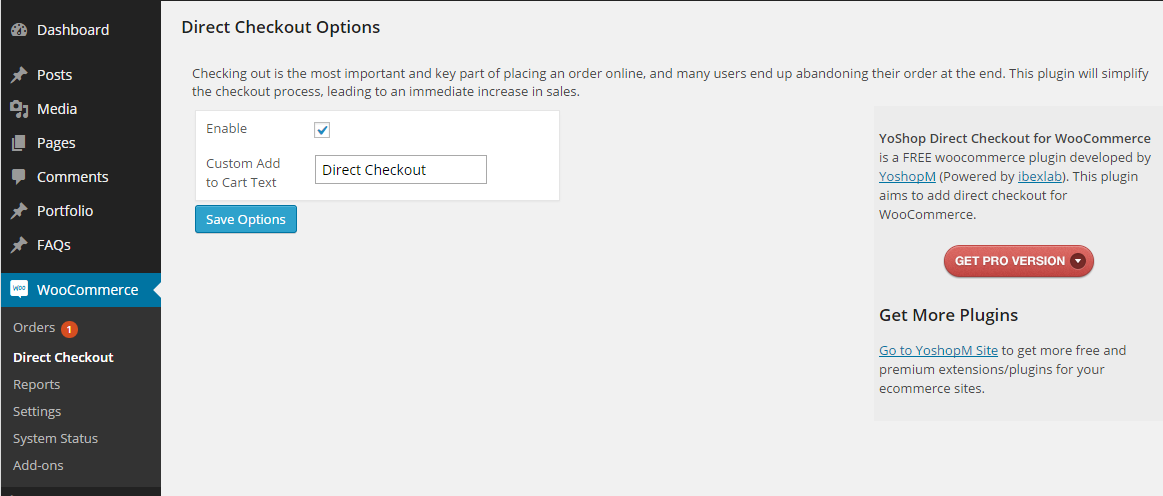 Dashboard
Posts
Media
Pages
Comments
Portfolio
FAQs
Woo
WooCommerce
Orders 1
Direct Checkout
Reports
Settings
System Status
Add-ons
Direct Checkout Options
Checking out is the most important and key part of placing an order online, and many users end up abandoning their order at the end. This plugin will simplify
the checkout process, leading to an immediate increase in sales.
Enable
Custom Add
to Cart Text
Direct Checkout
Save Options
YoShop Direct Checkout for WooCommerce
is a FREE woocommerce plugin developed by
YoshopM (Powered by ibexlab). This plugin
aims to add direct checkout for
WooCommerce.
GET PRO VERSION
Get More Plugins
Go to YoshopM Site to get more free and
premium extensions/plugins for your
ecommerce sites.